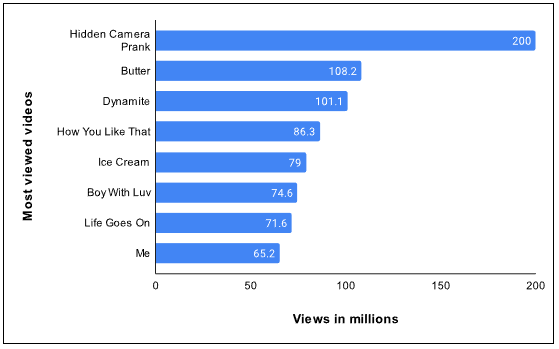 Most viewed videos
Hidden Camera
Prank
200
Butter
108.2
Dynamite
101.1
How You Like That
86.3
Ice Cream
79
Boy With Luv
74.6
Life Goes On
71.6
Me
65.2
0
50
100
150
200
Views in millions